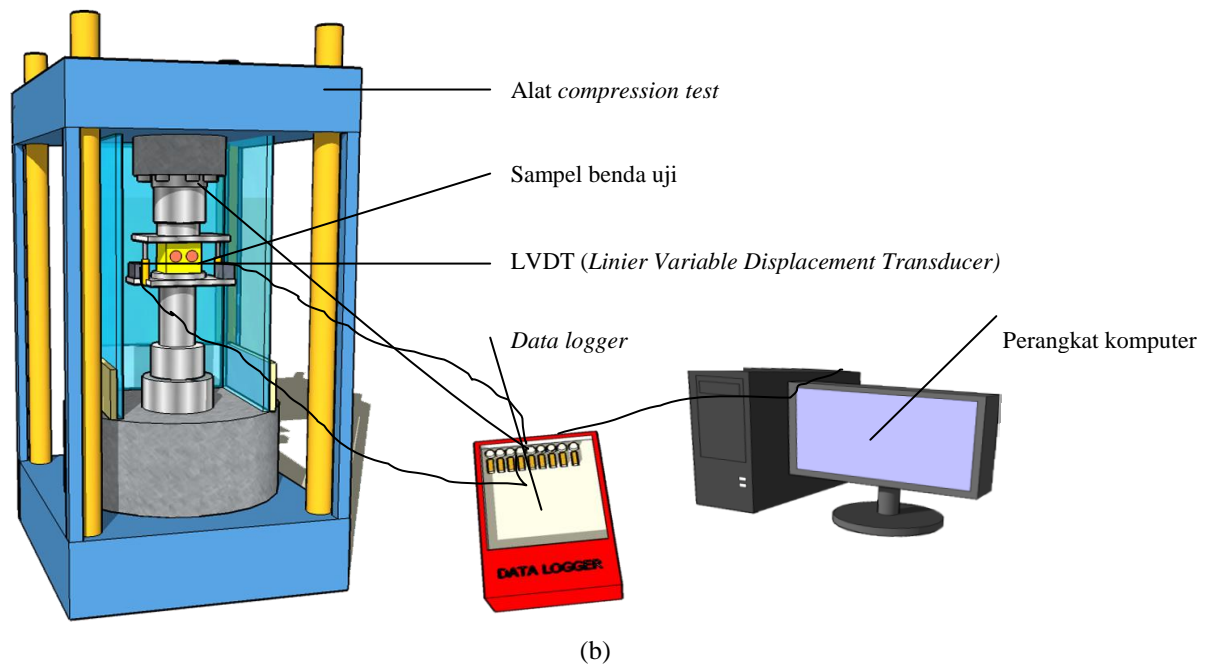 Alat compression test
Sampel benda uji
LVDT (Linier Variable Displacement Transducer)
Data logger
Perangkat komputer
DATA LOGGER
(b)